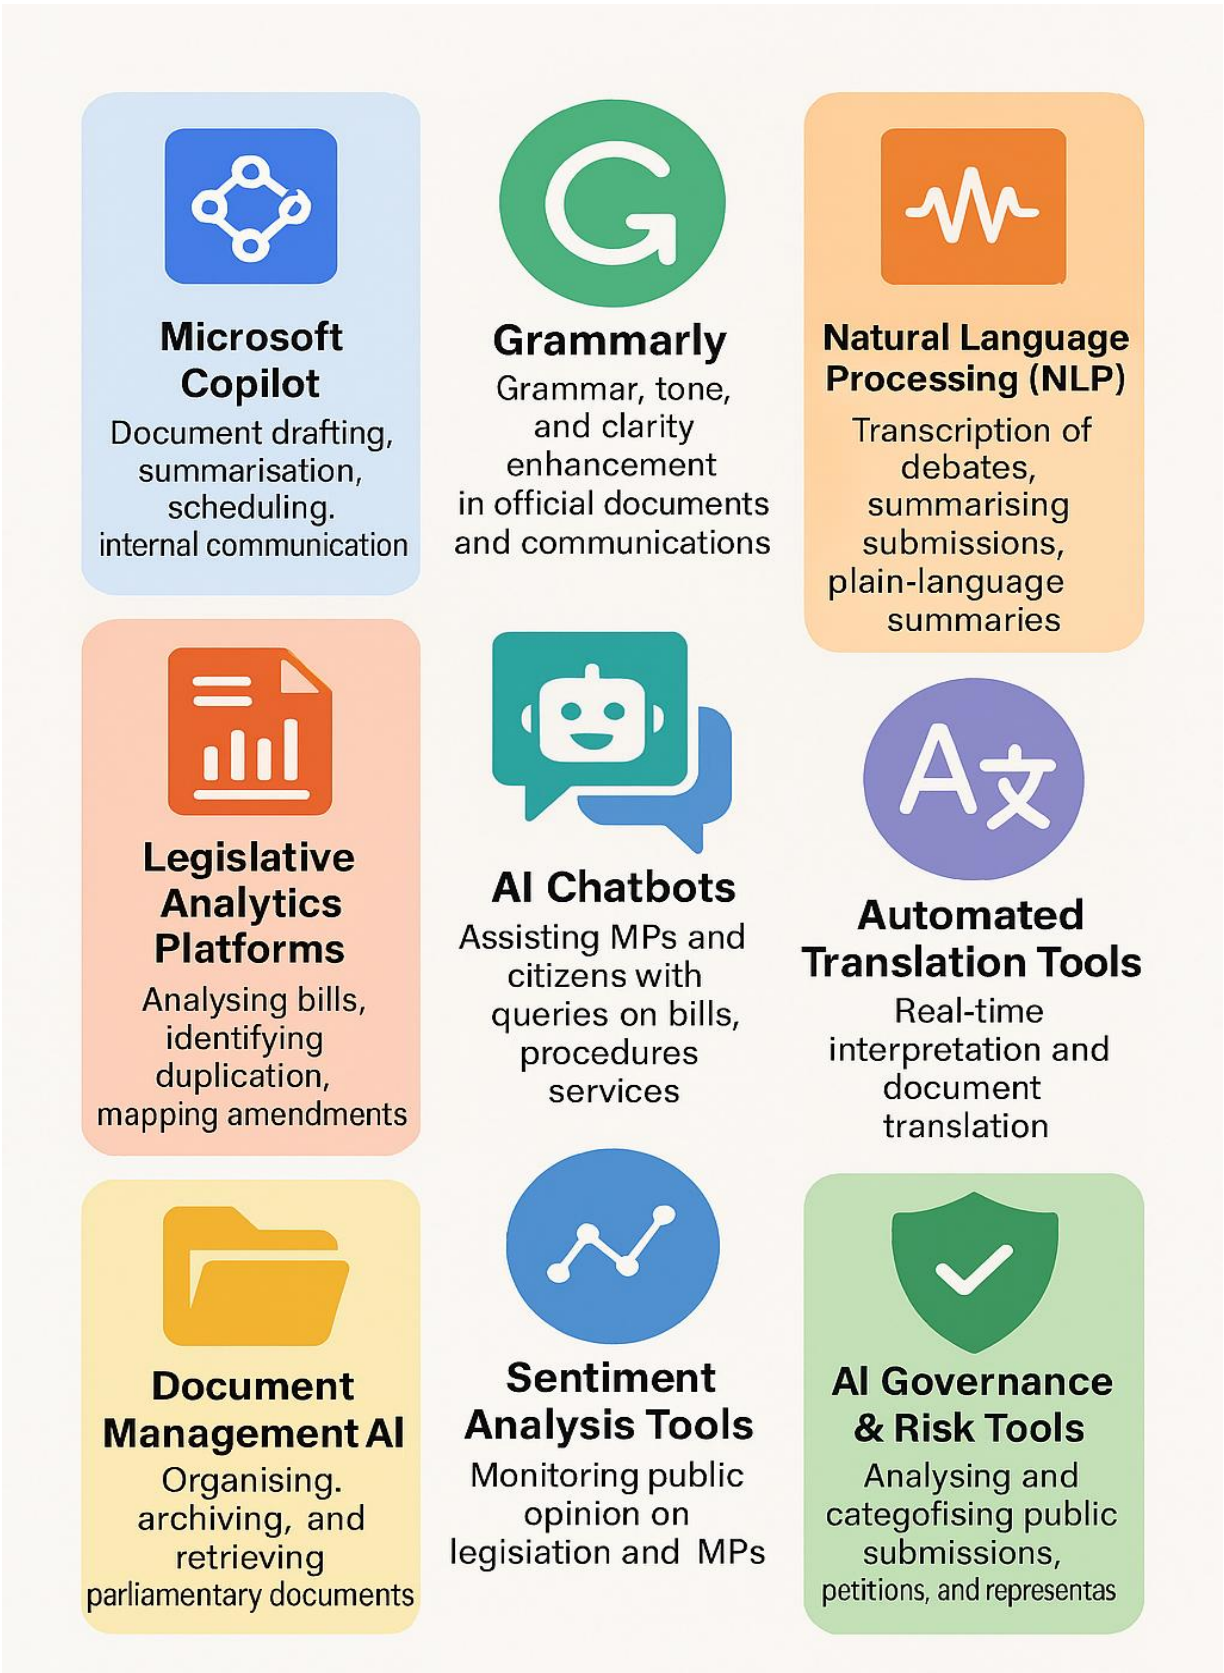 Microsoft
Copilot
Document drafting,
summarisation,
scheduling.
internal communication
Grammarly
Grammar, tone,
and clarity
enhancement
in official documents
and communications
Natural Language
Processing (NLP)
Transcription of
debates,
summarising
submissions,
plain-language
summaries
Legislative
Analytics
Platforms
Analysing bills,
identifying
duplication,
mapping amendments
AI Chatbots
Assisting MPs and
citizens with
queries on bills,
procedures
services
A文
Automated
Translation Tools
Real-time
interpretation and
document
translation
Document
Management AI
Organising.
archiving, and
retrieving
parliamentary documents
Sentiment
Analysis Tools
Monitoring public
opinion on
legisiation and MPs
AI Governance
& Risk Tools
Analysing and
categofising public
submissions,
petitions, and representas